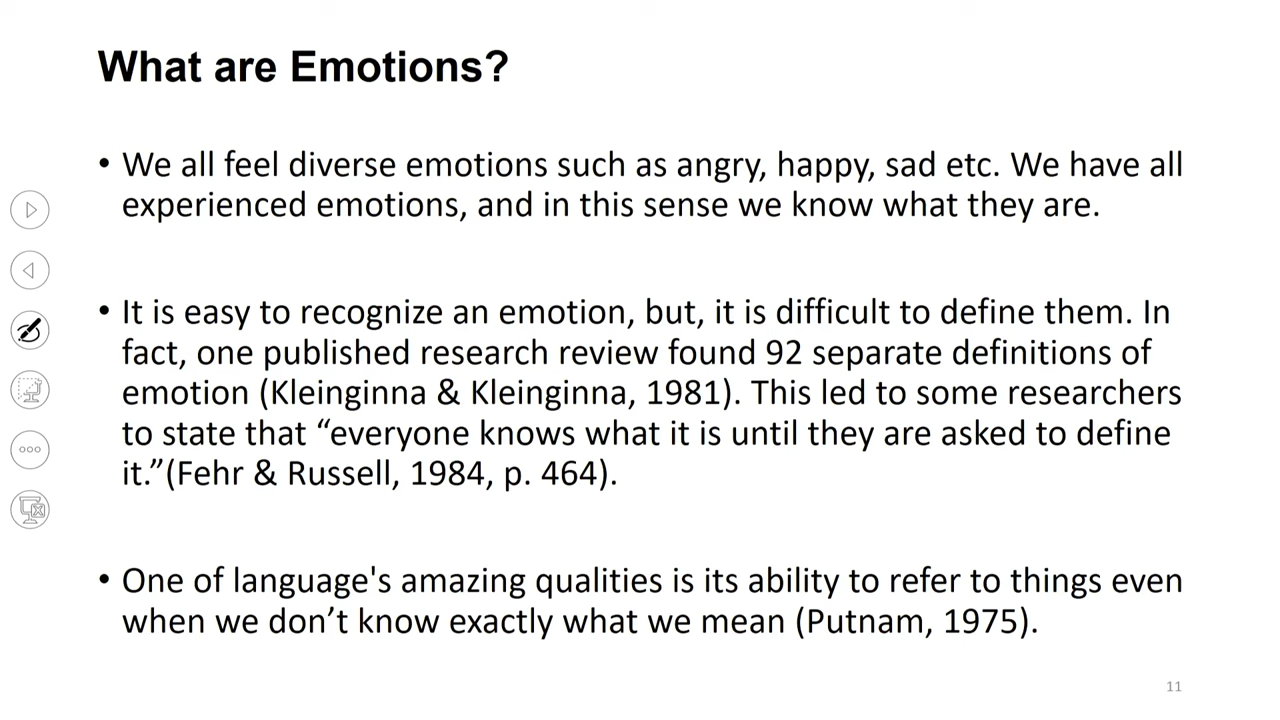 What are Emotions?
• We all feel diverse emotions such as angry, happy, sad etc. We have all
experienced emotions, and in this sense we know what they are.
• It is easy to recognize an emotion, but, it is difficult to define them. In
fact, one published research review found 92 separate definitions of
emotion (Kleinginna & Kleinginna, 1981). This led to some researchers
to state that “everyone knows what it is until they are asked to define
it.”(Fehr & Russell, 1984, p. 464).
• One of language's amazing qualities is its ability to refer to things even
when we don’t know exactly what we mean (Putnam, 1975).
11